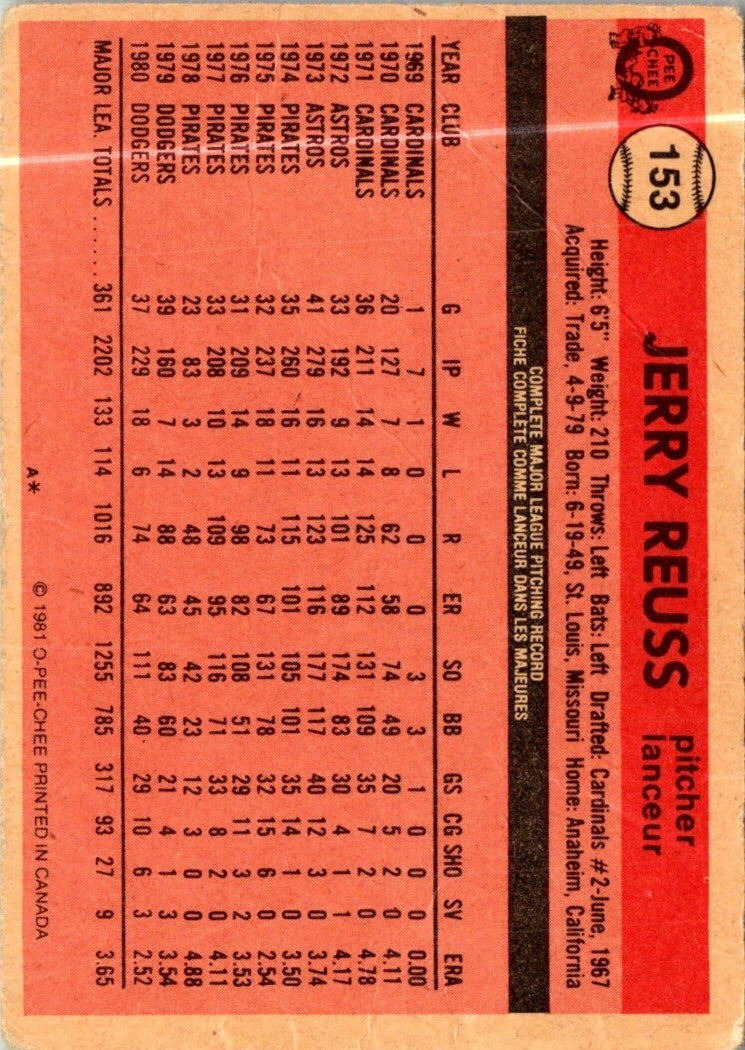 O
PEE
CHEE
153
JERRY REUSS
pitcher
lanceur
Height: 6'5" Weight: 210 Throws: Left Bats: Left Drafted: Cardinals #2-June, 1967
Acquired: Trade, 4-9-79 Born: 6-19-49, St. Louis, Missouri Home: Anaheim, California
COMPLETE MAJOR LEAGUE PITCHING RECORD
FICHE COMPLÈTE COMME LANCEUR DANS LES MAJEURES
YEAR CLUB G IP W L R ER SO BB GS CG SHO SV ERA
1969 CARDINALS 1 7 1 0 0 0 3 3 1 0 0 0 0.00
1970 CARDINALS 20 127 7 8 62 58 74 49 20 5 2 0 4.11
1971 CARDINALS 36 211 14 14 125 112 131 109 35 7 2 0 4.78
1972 ASTROS 33 192 9 13 101 89 174 83 30 4 1 1 4.17
1973 ASTROS 41 279 16 13 123 116 177 117 40 12 3 0 3.74
1974 PIRATES 35 260 16 11 115 101 105 101 35 14 1 0 3.50
1975 PIRATES 32 237 18 11 73 67 131 78 32 15 6 0 2.54
1976 PIRATES 31 209 14 9 98 82 108 51 29 11 3 2 3.53
1977 PIRATES 33 208 10 13 109 95 116 71 33 8 2 0 4.11
1978 PIRATES 23 83 3 2 48 45 42 23 12 3 0 0 4.88
1979 DODGERS 39 160 7 14 88 63 83 60 21 4 1 3 3.54
1980 DODGERS 37 229 18 6 74 64 111 40 29 10 6 3 2.52
MAJOR LEA. TOTALS ...... 361 2202 133 114 1016 892 1255 785 317 93 27 9 3.65
A* © 1981 O-PEE-CHEE PRINTED IN CANADA